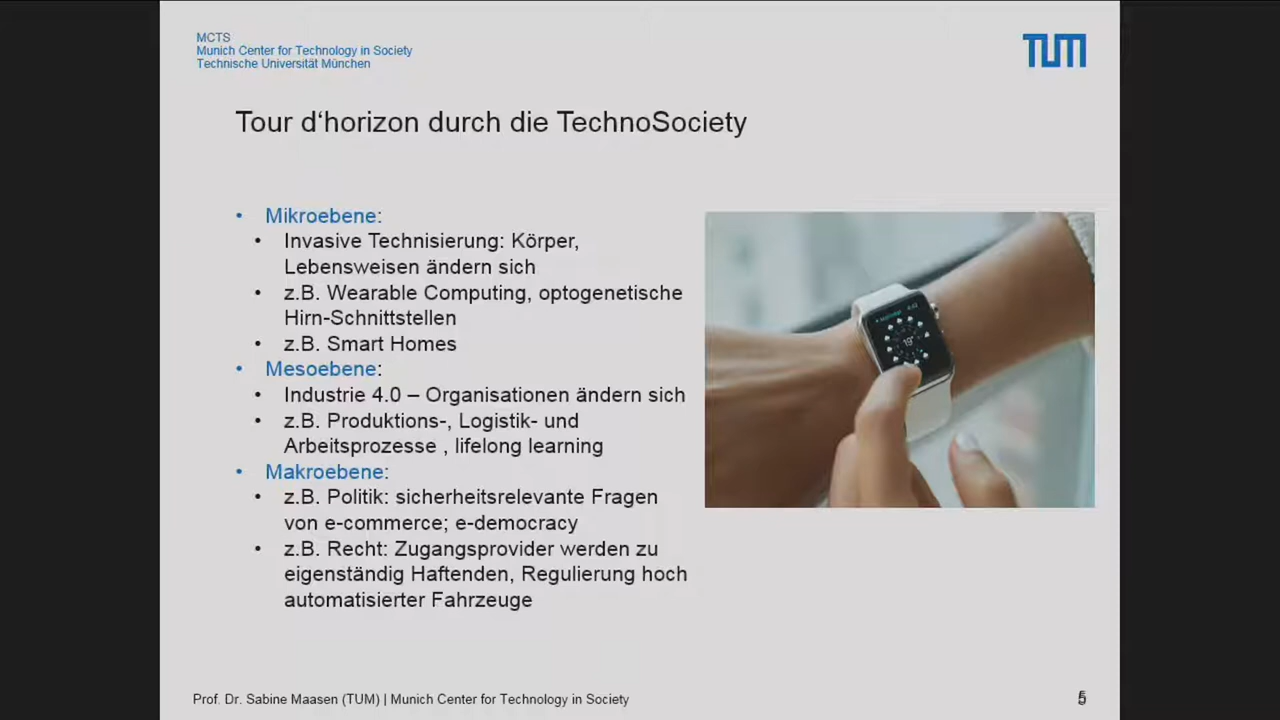 MCTS
Munich Center for Technology in Society
Technische Universität München
TUM
Tour d‘horizon durch die TechnoSociety
• Mikroebene:
• Invasive Technisierung: Körper,
Lebensweisen ändern sich
• z.B. Wearable Computing, optogenetische
Hirn-Schnittstellen
• z.B. Smart Homes
• Mesoebene:
• Industrie 4.0 – Organisationen ändern sich
• z.B. Produktions-, Logistik- und
Arbeitsprozesse , lifelong learning
• Makroebene:
• z.B. Politik: sicherheitsrelevante Fragen
von e-commerce; e-democracy
• z.B. Recht: Zugangsprovider werden zu
eigenständig Haftenden, Regulierung hoch
automatisierter Fahrzeuge
19°
Prof. Dr. Sabine Maasen (TUM) | Munich Center for Technology in Society
5